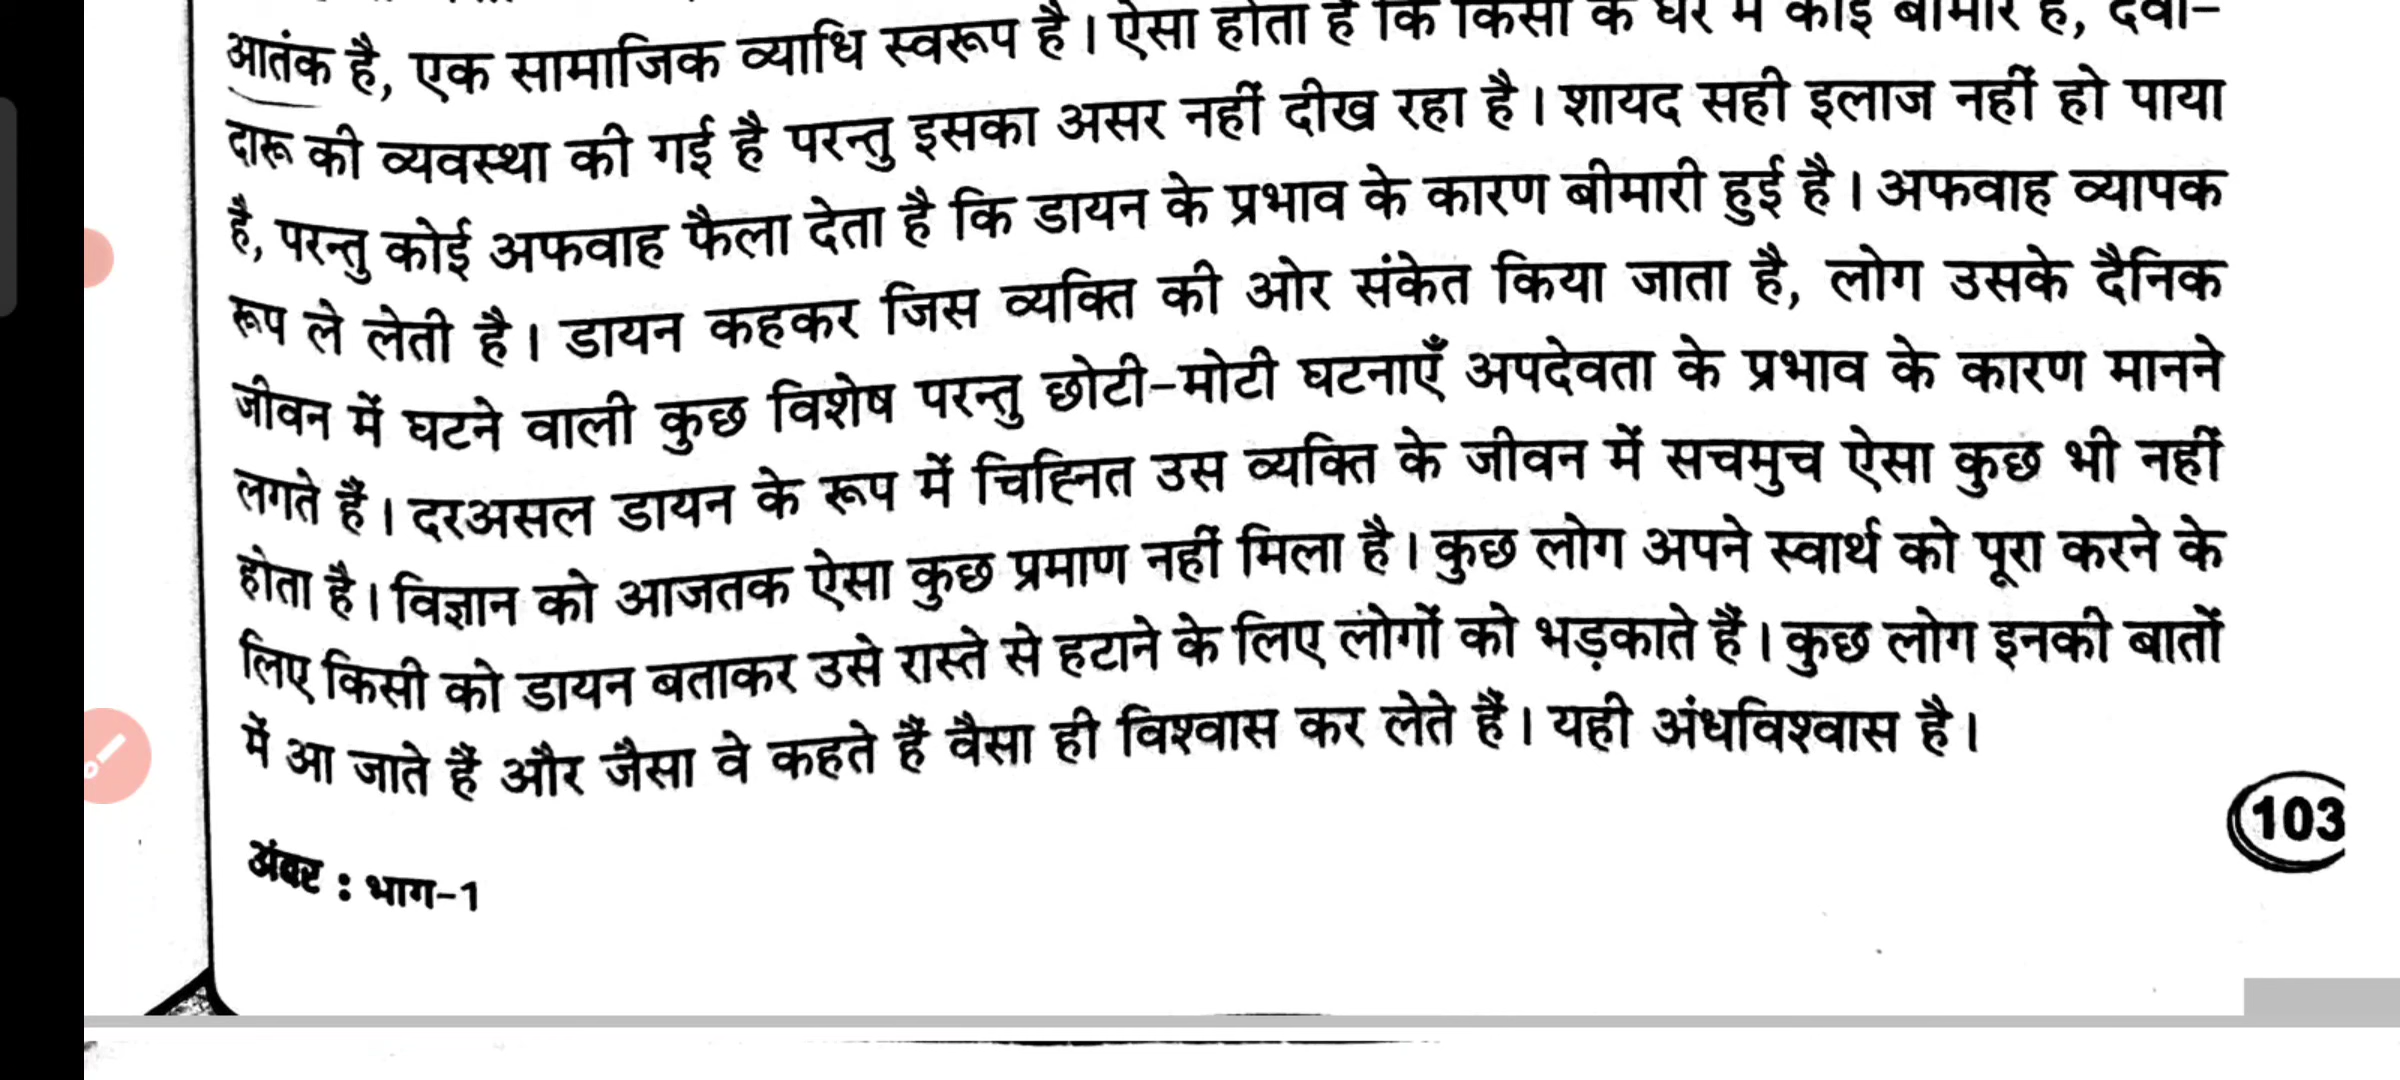 आतंक है, एक सामाजिक व्याधि स्वरूप है। ऐसा होता है कि किसी के घर में कोई बीमार है, दवा-
दारू की व्यवस्था की गई है परन्तु इसका असर नहीं दीख रहा है। शायद सही इलाज नहीं हो पाया
है, परन्तु कोई अफवाह फैला देता है कि डायन के प्रभाव के कारण बीमारी हुई है। अफवाह व्यापक
रूप ले लेती है। डायन कहकर जिस व्यक्ति की ओर संकेत किया जाता है, लोग उसके दैनिक
जीवन में घटने वाली कुछ विशेष परन्तु छोटी-मोटी घटनाएँ अपदेवता के प्रभाव के कारण मानने
लगते हैं। दरअसल डायन के रूप में चिह्नित उस व्यक्ति के जीवन में सचमुच ऐसा कुछ भी नहीं
होता है। विज्ञान को आजतक ऐसा कुछ प्रमाण नहीं मिला है। कुछ लोग अपने स्वार्थ को पूरा करने के
लिए किसी को डायन बताकर उसे रास्ते से हटाने के लिए लोगों को भड़काते हैं। कुछ लोग इनकी बातों
में आ जाते हैं और जैसा वे कहते हैं वैसा ही विश्वास कर लेते हैं। यही अंधविश्वास है।
103
अंबर : भाग-1